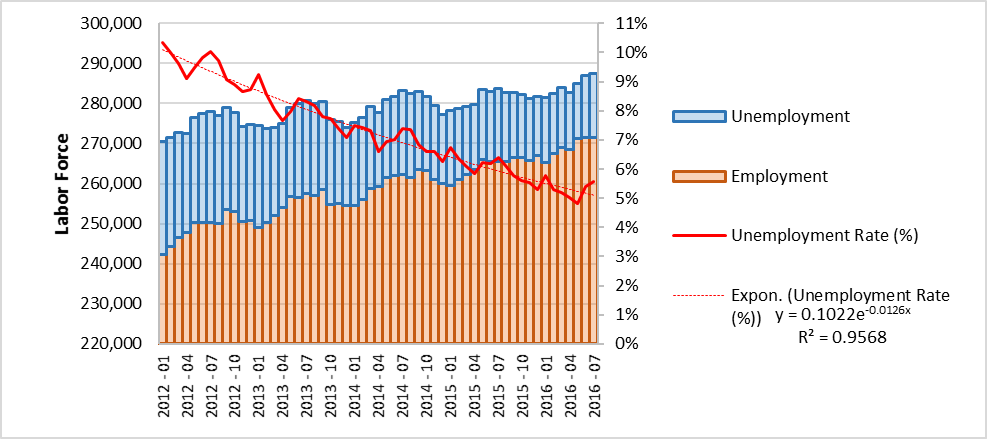 300,000
290,000
280,000
270,000
260,000
250,000
240,000
230,000
220,000
Labor Force
11%
10%
9%
8%
7%
6%
5%
4%
3%
2%
1%
0%
2012 - 01
2012 - 04
2012 - 07
2012 - 10
2013 - 01
2013 - 04
2013 - 07
2013 - 10
2014 - 01
2014 - 04
2014 - 07
2014 - 10
2015 - 01
2015 - 04
2015 - 07
2015 - 10
2016 - 01
2016 - 04
2016 - 07
Unemployment
Employment
Unemployment Rate (%)
Expon. (Unemployment Rate
(%))
y = 0.1022e^-0.0126x
R² = 0.9568